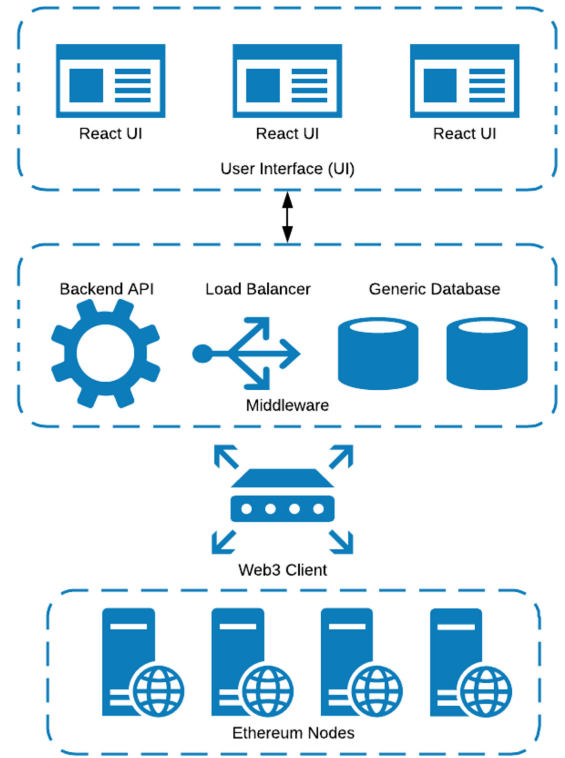 React UI
React UI
React UI
User Interface (UI)
Backend API
Load Balancer
Generic Database
Middleware
Web3 Client
Ethereum Nodes